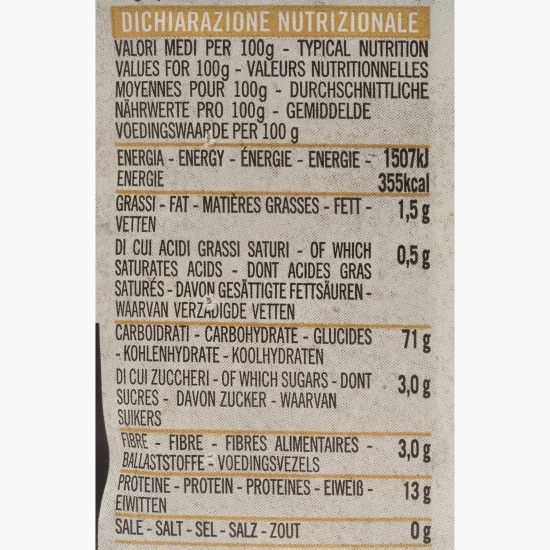 DICHIARAZIONE NUTRIZIONALE
VALORI MEDI PER 100g - TYPICAL NUTRITION
VALUES FOR 100g - VALEURS NUTRITIONNELLES
MOYENNES POUR 100g - DURCHSCHNITTLICHE
NÄHRWERTE PRO 100g - GEMIDDELDE
VOEDINGSWAARDE PER 100 g
ENERGIA - ENERGY - ÉNERGIE - ENERGIE - 1507kJ
ENERGIE 355kcal
GRASSI - FAT - MATIÈRES GRASSES - FETT - 1,5 g
VETTEN
DI CUI ACIDI GRASSI SATURI - OF WHICH 0,5 g
SATURATES ACIDS - DONT ACIDES GRAS
SATURÉS - DAVON GESÄTTIGTE FETTSÄUREN -
WAARVAN VERZADIGDE VETTEN
CARBOIDRATI - CARBOHYDRATE - GLUCIDES 71 g
- KOHLENHYDRATE - KOOLHYDRATEN
DI CUI ZUCCHERI - OF WHICH SUGARS - DONT 3,0 g
SUCRES - DAVON ZUCKER - WAARVAN
SUIKERS
FIBRE - FIBRE - FIBRES ALIMENTAIRES - 3,0 g
BALLASTSTOFFE - VOEDINGSVEZELS
PROTEINE - PROTEIN - PROTEINES - EIWEIß - 13 g
EIWITTEN
SALE - SALT - SEL - SALZ - ZOUT 0 g